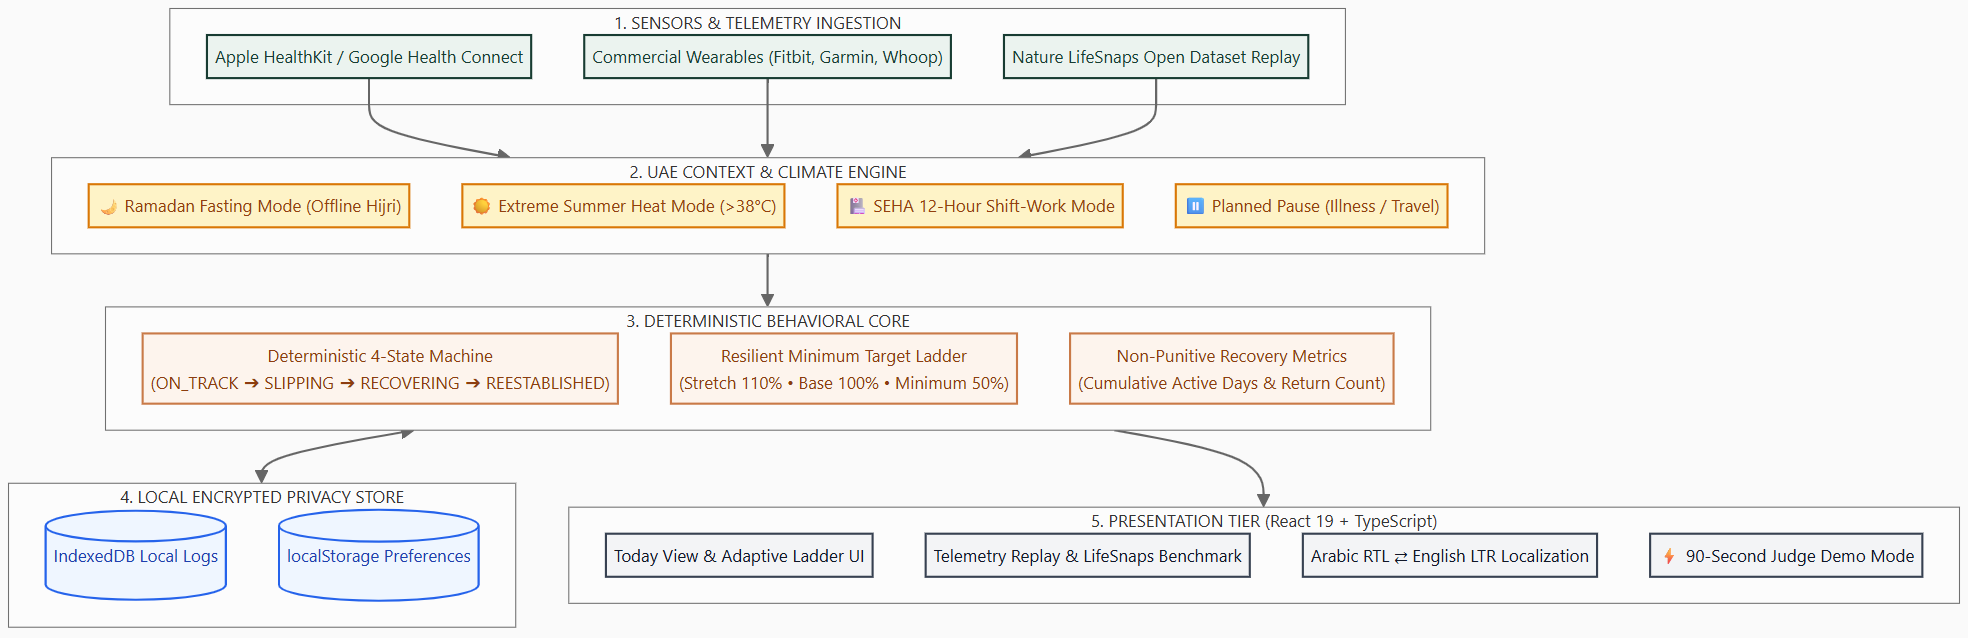 1. SENSORS & TELEMETRY INGESTION
Apple HealthKit / Google Health Connect
Commercial Wearables (Fitbit, Garmin, Whoop)
Nature LifeSnaps Open Dataset Replay
2. UAE CONTEXT & CLIMATE ENGINE
🌙 Ramadan Fasting Mode (Offline Hijri)
☀️ Extreme Summer Heat Mode (>38°C)
🏥 SEHA 12-Hour Shift-Work Mode
⏸️ Planned Pause (Illness / Travel)
3. DETERMINISTIC BEHAVIORAL CORE
Deterministic 4-State Machine
(ON_TRACK ➔ SLIPPING ➔ RECOVERING ➔ REESTABLISHED)
Resilient Minimum Target Ladder
(Stretch 110% • Base 100% • Minimum 50%)
Non-Punitive Recovery Metrics
(Cumulative Active Days & Return Count)
4. LOCAL ENCRYPTED PRIVACY STORE
IndexedDB Local Logs
localStorage Preferences
5. PRESENTATION TIER (React 19 + TypeScript)
Today View & Adaptive Ladder UI
Telemetry Replay & LifeSnaps Benchmark
Arabic RTL ⇄ English LTR Localization
⚡ 90-Second Judge Demo Mode